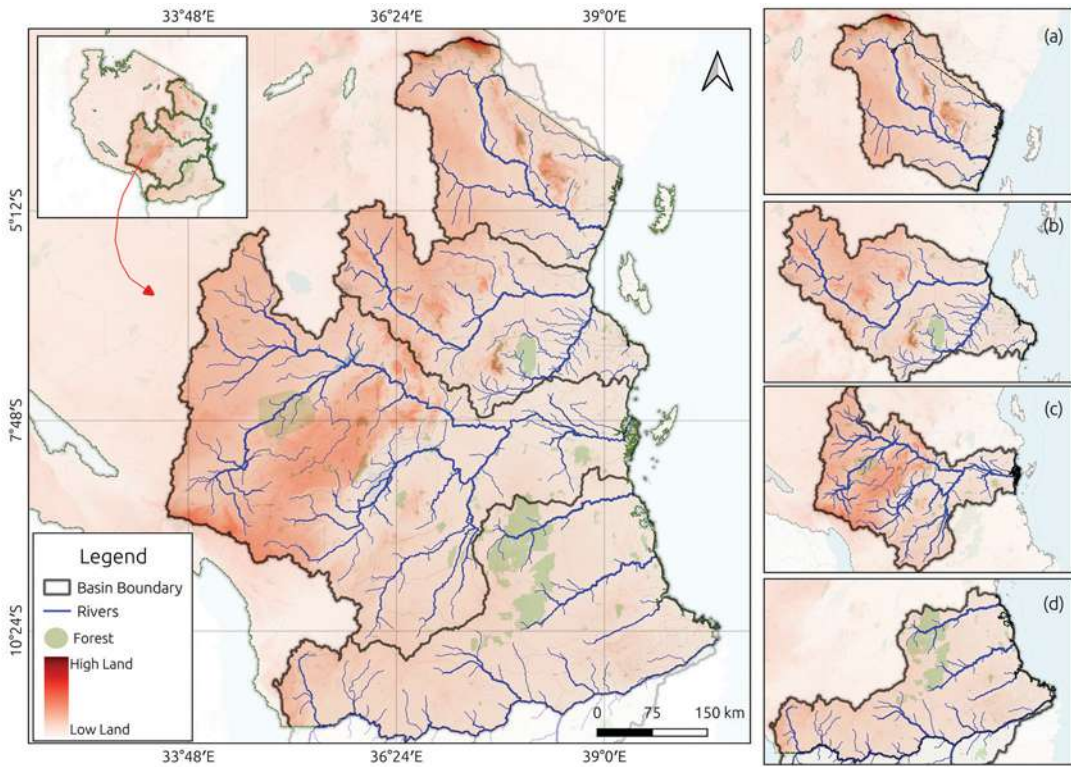 33°48′E 36°24′E 39°0′E
5°12′S
7°48′S
10°24′S
Legend
Basin Boundary
Rivers
Forest
High Land
Low Land
0 75 150 km
33°48′E 36°24′E 39°0′E
(a)
(b)
(c)
(d)